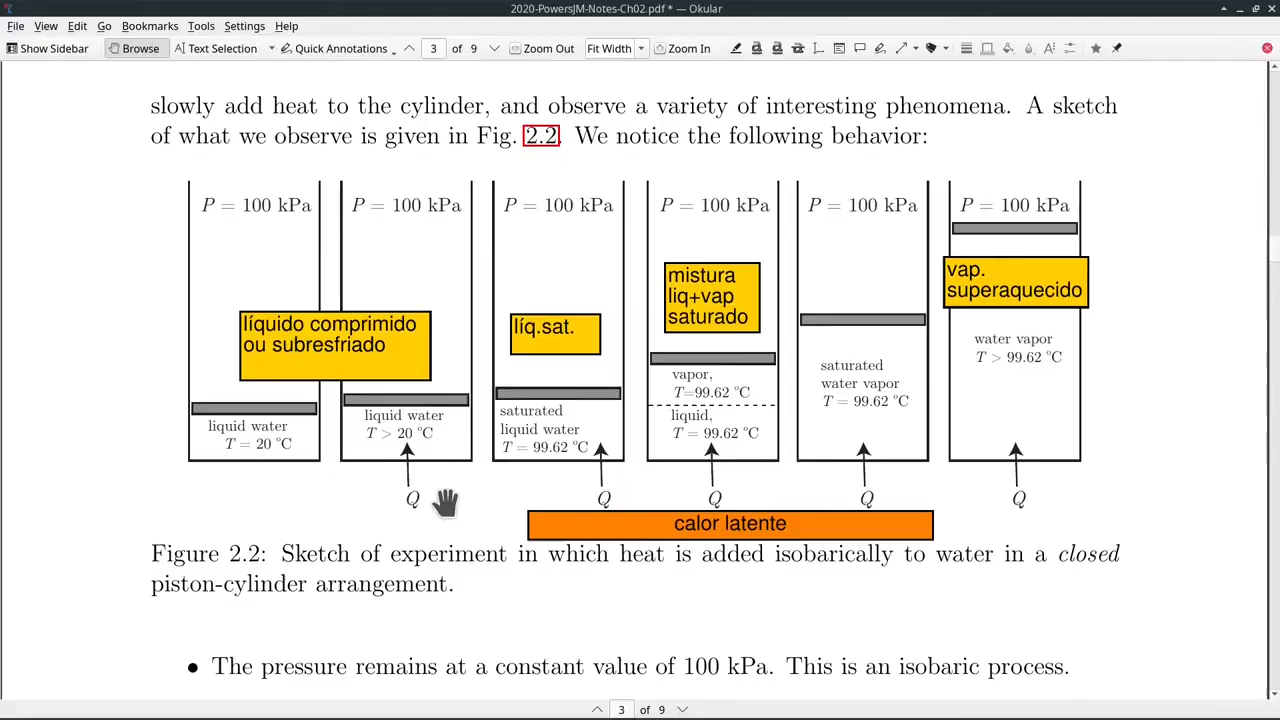 2020-PowersJM-Notes-Ch02.pdf * — Okular
File Edit Go Bookmarks Tools Settings Help
Show Sidebar Browse Text Selection Quick Annotations 3 of 9 Zoom Out Fit Width Zoom In
slowly add heat to the cylinder, and observe a variety of interesting phenomena. A sketch
of what we observe is given in Fig. 2.2. We notice the following behavior:
P = 100 kPa P = 100 kPa P = 100 kPa P = 100 kPa P = 100 kPa P = 100 kPa
líquido comprimido
ou subresfriado
líq.sat.
mistura
liq+vap
saturado
vap.
superaquecido
liquid water
T = 20 °C
liquid water
T > 20 °C
saturated
liquid water
T = 99.62 °C
vapor,
T=99.62 °C
liquid,
T = 99.62 °C
saturated
water vapor
T = 99.62 °C
water vapor
T > 99.62 °C
Q Q Q Q Q
calor latente
Figure 2.2: Sketch of experiment in which heat is added isobarically to water in a closed
piston-cylinder arrangement.
• The pressure remains at a constant value of 100 kPa. This is an isobaric process.
3 of 9